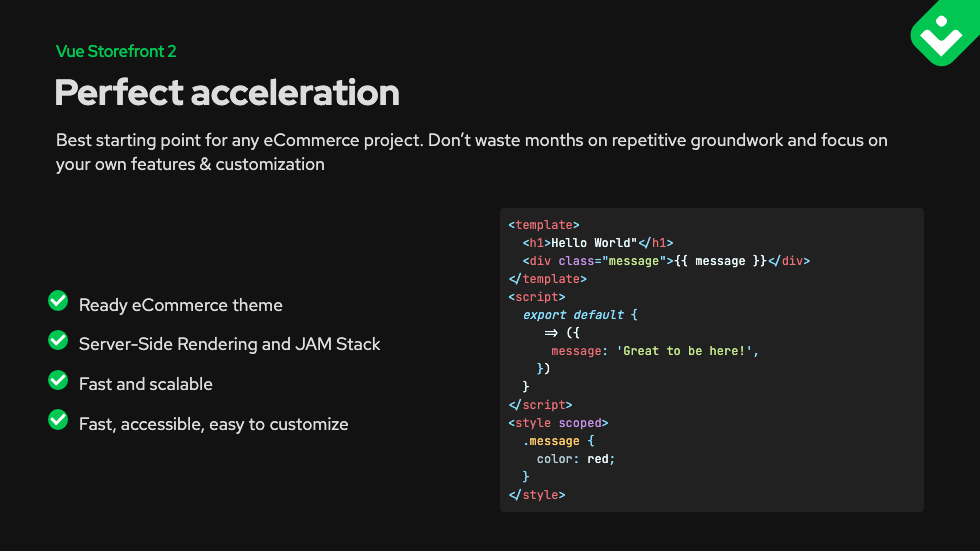 Vue Storefront 2
Perfect acceleration
Best starting point for any eCommerce project. Don’t waste months on repetitive groundwork and focus on
your own features & customization
Ready eCommerce theme
Server-Side Rendering and JAM Stack
Fast and scalable
Fast, accessible, easy to customize
<template>
  <h1>Hello World"</h1>
  <div class="message">{{ message }}</div>
</template>
<script>
  export default {
     => ({
      message: 'Great to be here!',
    })
  }
</script>
<style scoped>
  .message {
    color: red;
  }
</style>